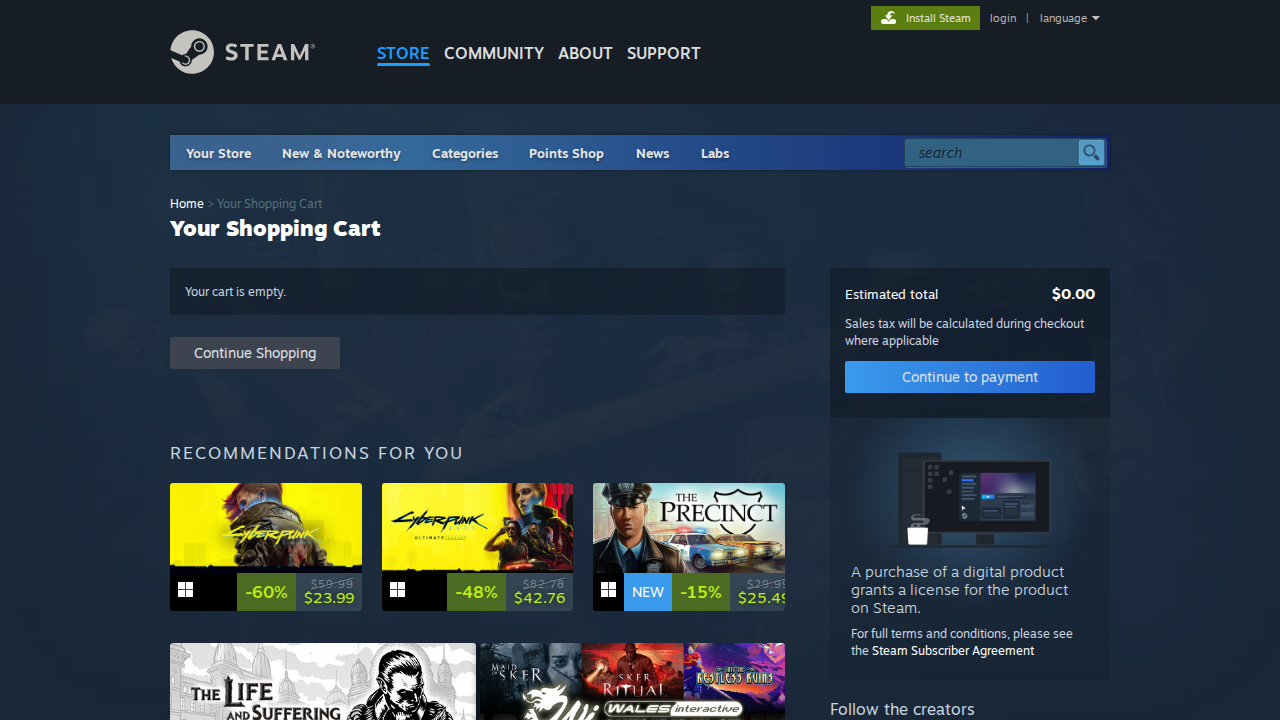 Install Steam
login | language
STEAM®
STORE COMMUNITY ABOUT SUPPORT
Your Store New & Noteworthy Categories Points Shop News Labs
search
Home > Your Shopping Cart
Your Shopping Cart
Your cart is empty.
Continue Shopping
Estimated total $0.00
Sales tax will be calculated during checkout
where applicable
Continue to payment
RECOMMENDATIONS FOR YOU
CYBERPUNK
-60% $59.99
$23.99
CYBERPUNK
ULTIMATE EDITION
-48% $82.78
$42.76
THE
PRECINCT
NEW -15% $29.99
$25.49
A purchase of a digital product
grants a license for the product
on Steam.
For full terms and conditions, please see
the Steam Subscriber Agreement
THE LIFE
AND SUFFERING
MAID OF SKER
SKER
RITUAL
INTO THE
RESTLESS RUINS
WALES interactive
Follow the creators